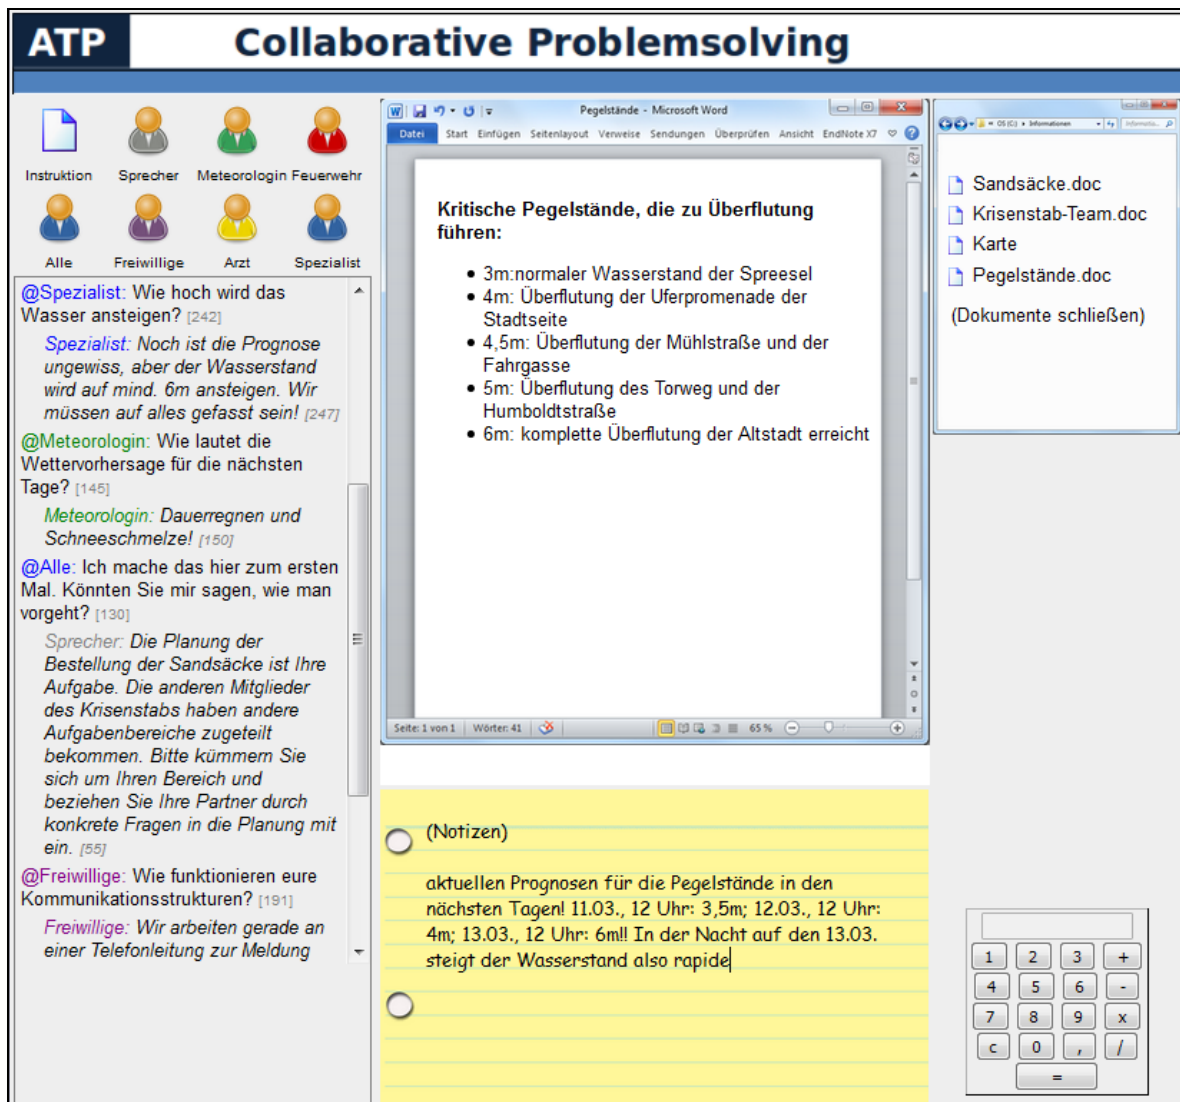 ATP
Collaborative Problemsolving
Instruktion
Sprecher
Meteorologin
Feuerwehr
Alle
Freiwillige
Arzt
Spezialist
@Spezialist: Wie hoch wird das
Wasser ansteigen? [242]
Spezialist: Noch ist die Prognose
ungewiss, aber der Wasserstand
wird auf mind. 6m ansteigen. Wir
müssen auf alles gefasst sein! [247]
@Meteorologin: Wie lautet die
Wettervorhersage für die nächsten
Tage? [145]
Meteorologin: Dauerregnen und
Schneeschmelze! [150]
@Alle: Ich mache das hier zum ersten
Mal. Könnten Sie mir sagen, wie man
vorgeht? [130]
Sprecher: Die Planung der
Bestellung der Sandsäcke ist Ihre
Aufgabe. Die anderen Mitglieder
des Krisenstabs haben andere
Aufgabenbereiche zugeteilt
bekommen. Bitte kümmern Sie
sich um Ihren Bereich und
beziehen Sie Ihre Partner durch
konkrete Fragen in die Planung mit
ein. [55]
@Freiwillige: Wie funktionieren eure
Kommunikationsstrukturen? [191]
Freiwillige: Wir arbeiten gerade an
einer Telefonleitung zur Meldung
Pegelstände - Microsoft Word
Datei Start Einfügen Seitenlayout Verweise Sendungen Überprüfen Ansicht EndNote X7
Kritische Pegelstände, die zu Überflutung
führen:
• 3m:normaler Wasserstand der Spreesel
• 4m: Überflutung der Uferpromenade der
Stadtseite
• 4,5m: Überflutung der Mühlstraße und der
Fahrgasse
• 5m: Überflutung des Torweg und der
Humboldtstraße
• 6m: komplette Überflutung der Altstadt erreicht
Seite: 1 von 1 Wörter: 41 65 %
(Notizen)
aktuellen Prognosen für die Pegelstände in den
nächsten Tagen! 11.03., 12 Uhr: 3,5m; 12.03., 12 Uhr:
4m; 13.03., 12 Uhr: 6m!! In der Nacht auf den 13.03.
steigt der Wasserstand also rapide
OS (C:) Informationen
Sandsäcke.doc
Krisenstab-Team.doc
Karte
Pegelstände.doc
(Dokumente schließen)
1 2 3 +
4 5 6 -
7 8 9 x
c 0 , /
=